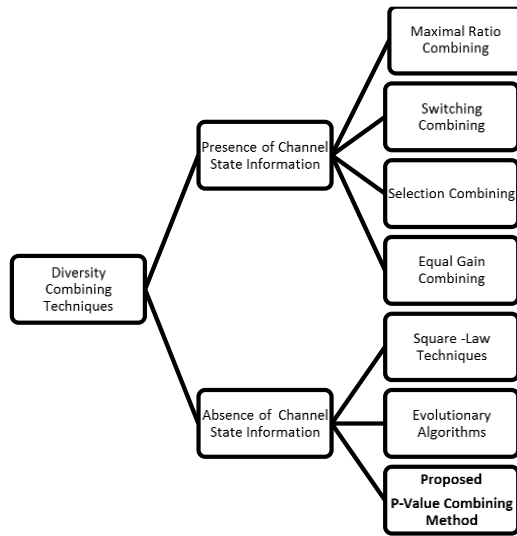 Diversity
Combining
Techniques
Presence of Channel
State Information
Absence of Channel
State Information
Maximal Ratio
Combining
Switching
Combining
Selection Combining
Equal Gain
Combining
Square -Law
Techniques
Evolutionary
Algorithms
Proposed
P-Value Combining
Method